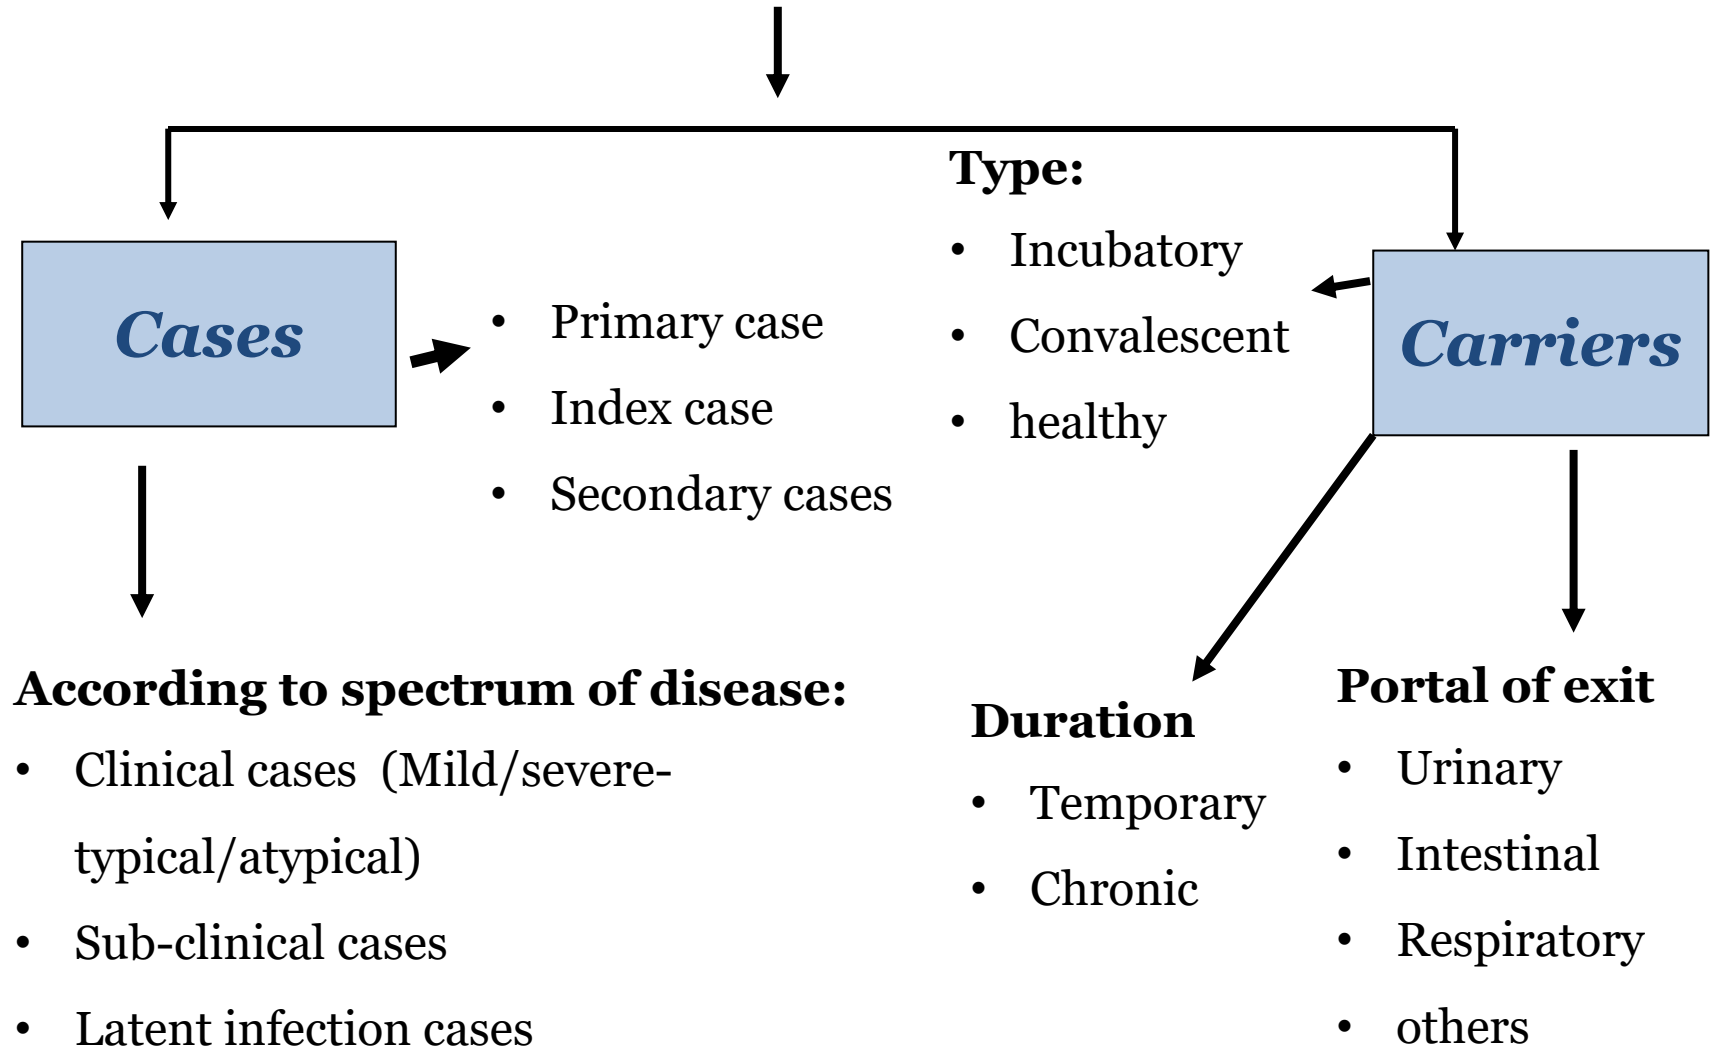 Cases
• Primary case
• Index case
• Secondary cases
According to spectrum of disease:
• Clinical cases (Mild/severe-
typical/atypical)
• Sub-clinical cases
• Latent infection cases
Type:
• Incubatory
• Convalescent
• healthy
Carriers
Duration
• Temporary
• Chronic
Portal of exit
• Urinary
• Intestinal
• Respiratory
• others